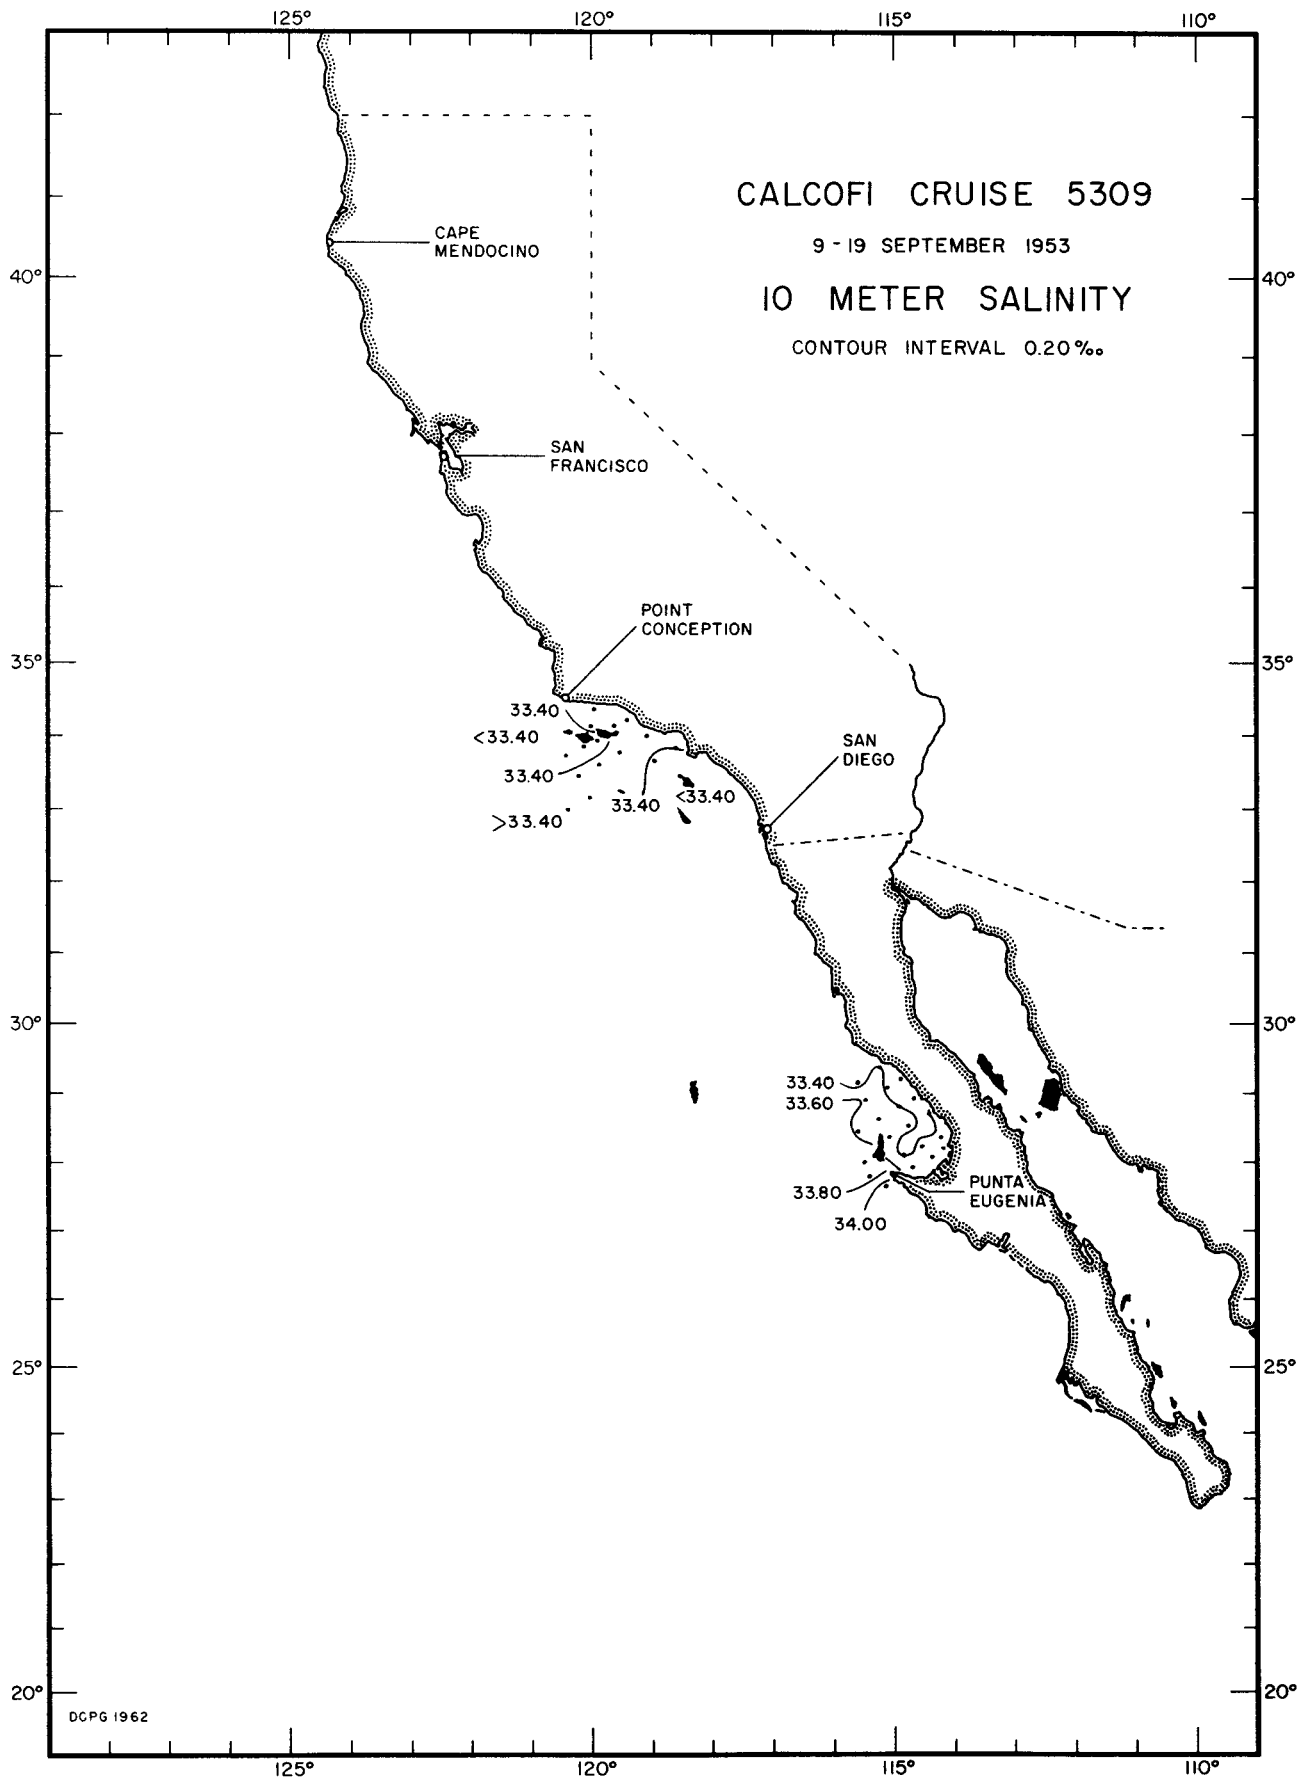 125° 120° 115° 110°
CALCOFI CRUISE 5309
9-19 SEPTEMBER 1953
10 METER SALINITY
CONTOUR INTERVAL 0.20‰
CAPE
MENDOCINO
40° 40°
SAN
FRANCISCO
POINT
CONCEPTION
35° 35°
33.40
<33.40
33.40
33.40
<33.40
>33.40
SAN
DIEGO
30° 30°
33.40
33.60
33.80
34.00
PUNTA
EUGENIA
25° 25°
20° 20°
DCPG 1962
125° 120° 115° 110°